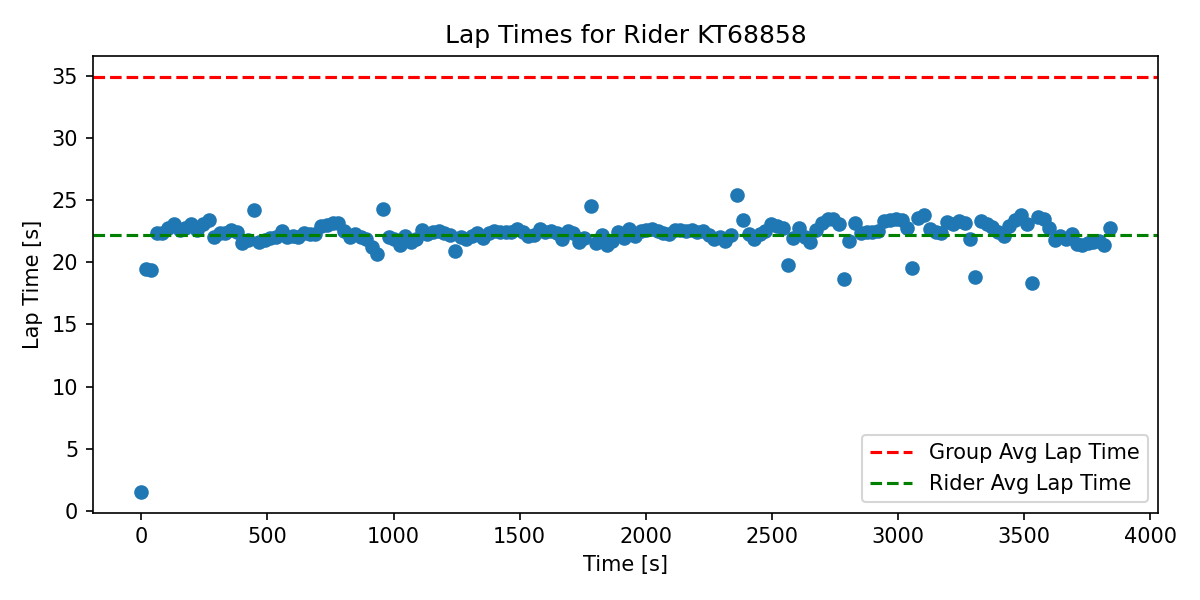 Lap Times for Rider KT68858
Lap Time [s]
35
30
25
20
15
10
5
0
Group Avg Lap Time
Rider Avg Lap Time
0 500 1000 1500 2000 2500 3000 3500 4000
Time [s]